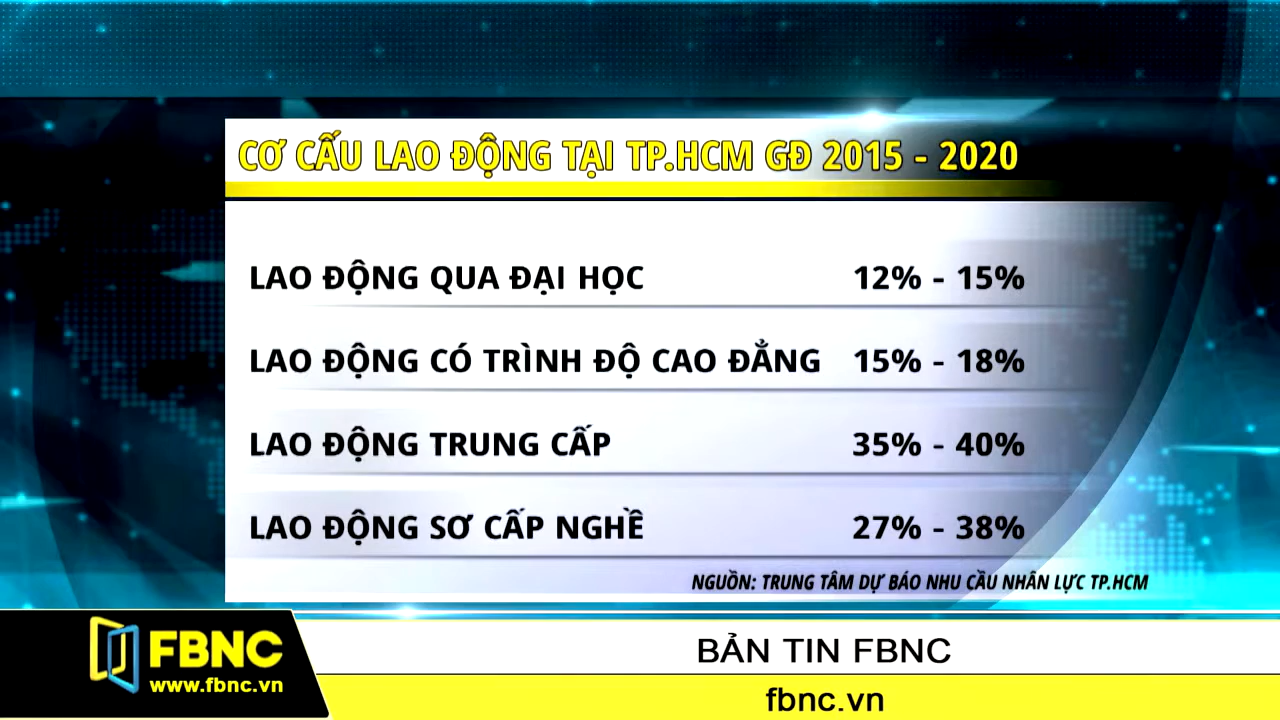 CƠ CẤU LAO ĐỘNG TẠI TP.HCM GĐ 2015 - 2020
LAO ĐỘNG QUA ĐẠI HỌC 12% - 15%
LAO ĐỘNG CÓ TRÌNH ĐỘ CAO ĐẲNG 15% - 18%
LAO ĐỘNG TRUNG CẤP 35% - 40%
LAO ĐỘNG SƠ CẤP NGHỀ 27% - 38%
NGUỒN: TRUNG TÂM DỰ BÁO NHU CẦU NHÂN LỰC TP.HCM
FBNC
www.fbnc.vn
BẢN TIN FBNC
fbnc.vn